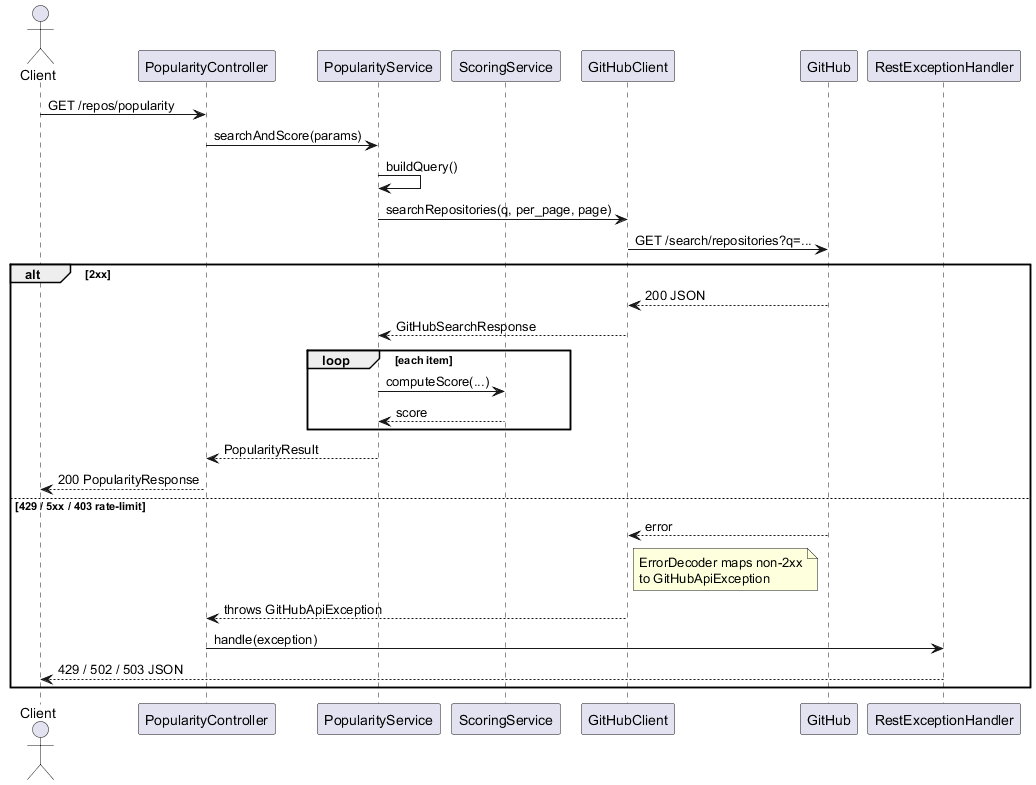 Client
PopularityController
PopularityService
ScoringService
GitHubClient
GitHub
RestExceptionHandler
GET /repos/popularity
searchAndScore(params)
buildQuery()
searchRepositories(q, per_page, page)
GET /search/repositories?q=...
alt
[2xx]
200 JSON
GitHubSearchResponse
loop
[each item]
computeScore(...)
score
PopularityResult
200 PopularityResponse
[429 / 5xx / 403 rate-limit]
error
ErrorDecoder maps non-2xx
to GitHubApiException
throws GitHubApiException
handle(exception)
429 / 502 / 503 JSON
Client
PopularityController
PopularityService
ScoringService
GitHubClient
GitHub
RestExceptionHandler